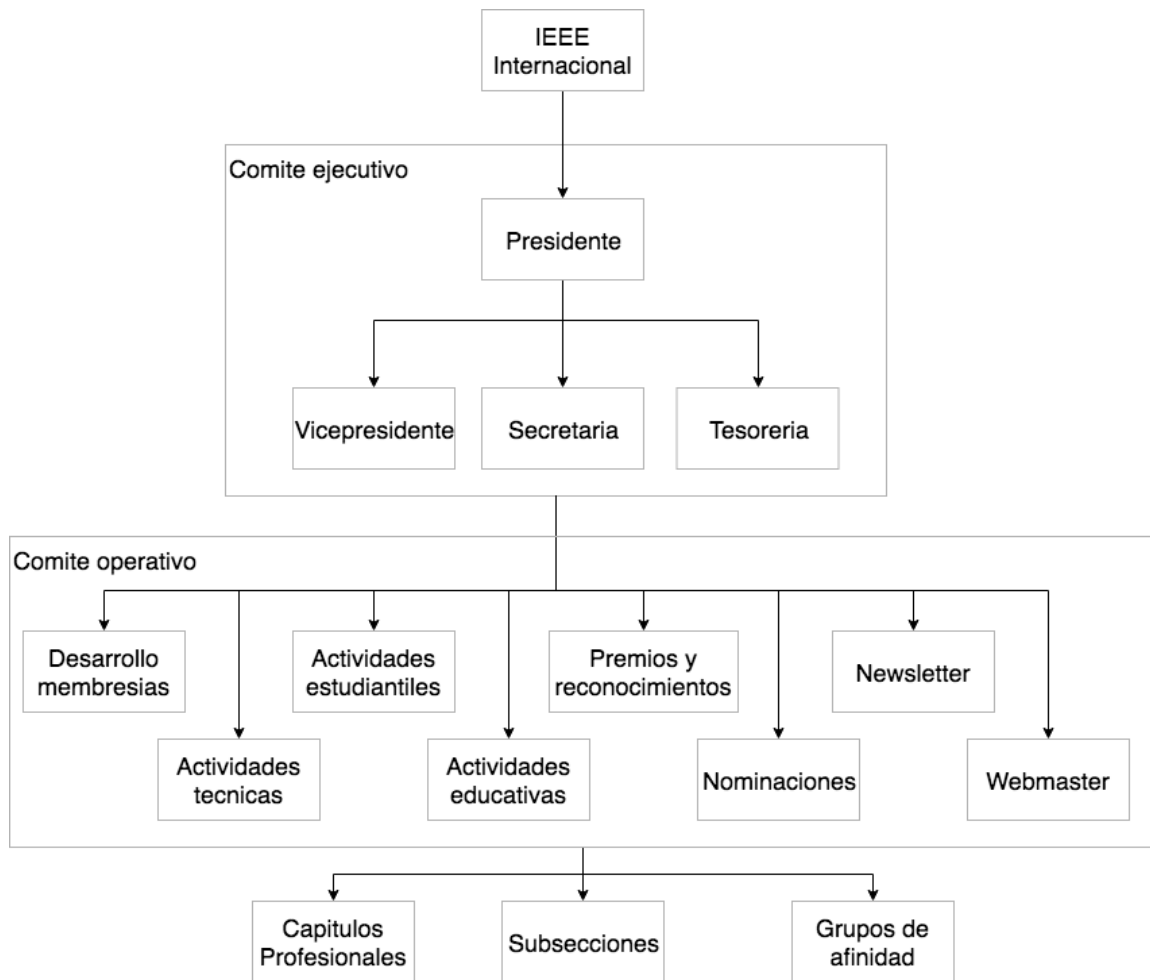 IEEE
Internacional
Comite ejecutivo
Presidente
Vicepresidente
Secretaria
Tesoreria
Comite operativo
Desarrollo
membresias
Actividades
estudiantiles
Premios y
reconocimientos
Newsletter
Actividades
tecnicas
Actividades
educativas
Nominaciones
Webmaster
Capitulos
Profesionales
Subsecciones
Grupos de
afinidad